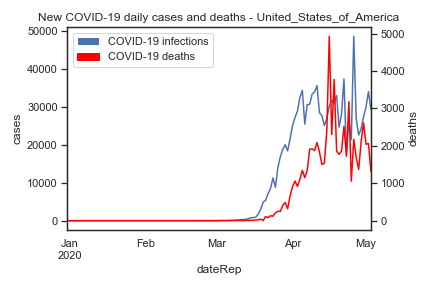 New COVID-19 daily cases and deaths - United_States_of_America
COVID-19 infections
COVID-19 deaths
50000
40000
30000
20000
10000
0
cases
5000
4000
3000
2000
1000
0
deaths
Jan Feb Mar Apr May
2020
dateRep